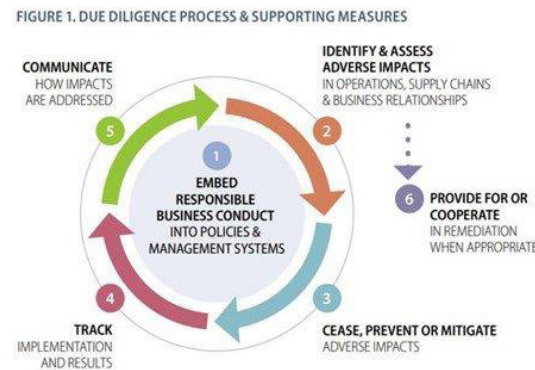 FIGURE 1. DUE DILIGENCE PROCESS & SUPPORTING MEASURES
COMMUNICATE
HOW IMPACTS
ARE ADDRESSED
5
IDENTIFY & ASSESS
ADVERSE IMPACTS
IN OPERATIONS, SUPPLY CHAINS
& BUSINESS RELATIONSHIPS
2
1
EMBED
RESPONSIBLE
BUSINESS CONDUCT
INTO POLICIES &
MANAGEMENT SYSTEMS
6
PROVIDE FOR OR
COOPERATE
IN REMEDIATION
WHEN APPROPRIATE
4
TRACK
IMPLEMENTATION
AND RESULTS
3
CEASE, PREVENT OR MITIGATE
ADVERSE IMPACTS